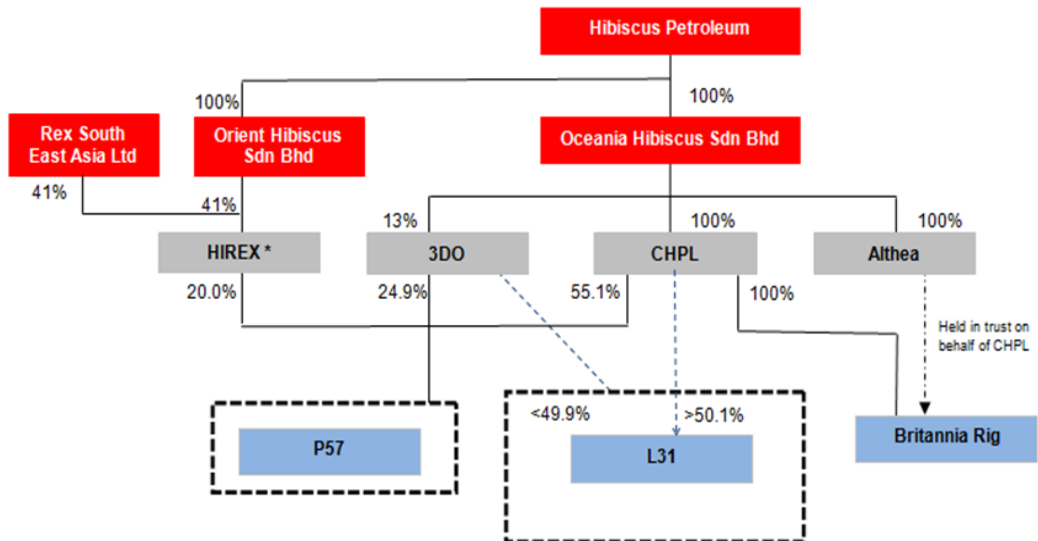 Hibiscus Petroleum
100%
100%
Rex South
East Asia Ltd
Orient Hibiscus
Sdn Bhd
Oceania Hibiscus Sdn Bhd
41%
41%
13%
100%
100%
HIREX *
3DO
CHPL
Althea
20.0%
24.9%
55.1%
100%
Held in trust on
behalf of CHPL
<49.9%
>50.1%
P57
L31
Britannia Rig